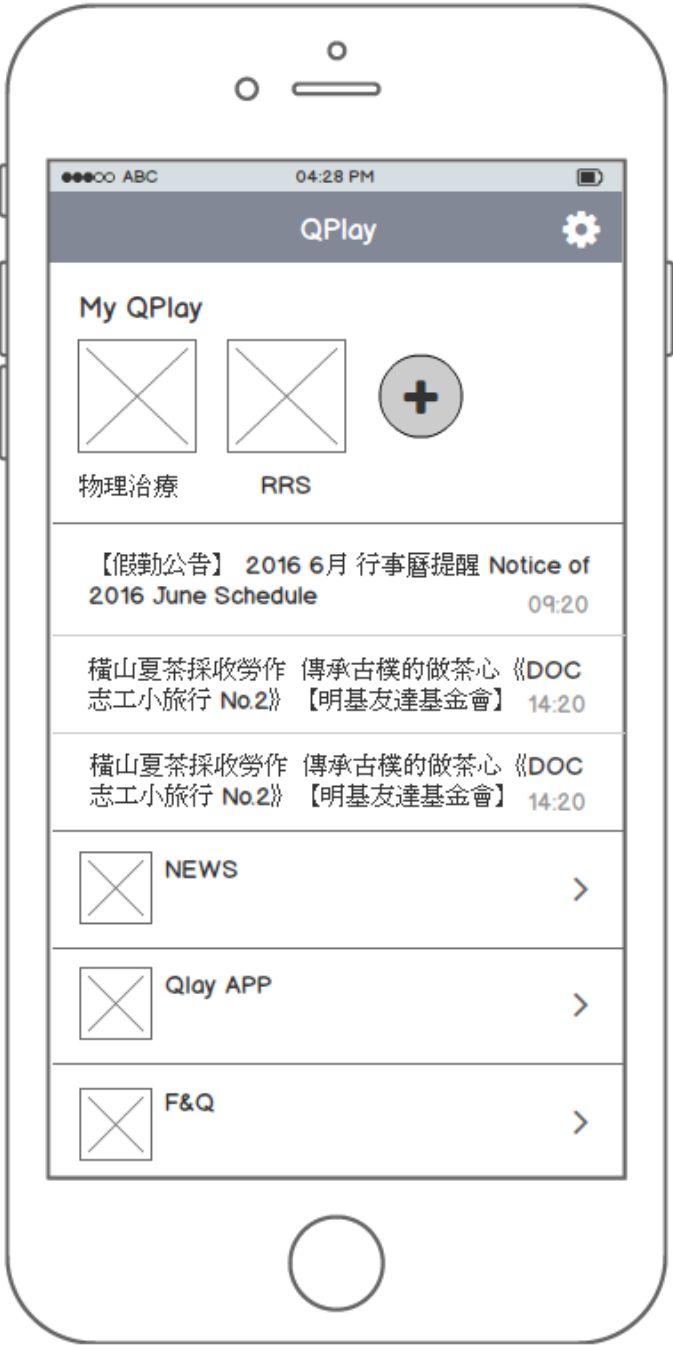 ABC 04:28 PM
QPlay
My QPlay
物理治療 RRS
【假勤公告】 2016 6月 行事曆提醒 Notice of
2016 June Schedule
09:20
橫山夏茶採收勞作 傳承古樸的做茶心《DOC
志工小旅行 No.2》【明基友達基金會】 14:20
橫山夏茶採收勞作 傳承古樸的做茶心《DOC
志工小旅行 No.2》【明基友達基金會】 14:20
NEWS
Qlay APP
F&Q